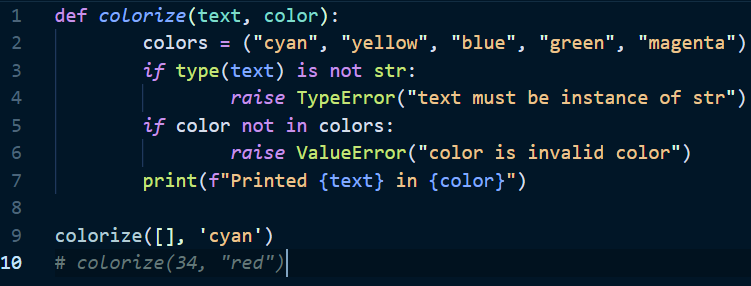 1 def colorize(text, color):
2 colors = ("cyan", "yellow", "blue", "green", "magenta")
3 if type(text) is not str:
4 raise TypeError("text must be instance of str")
5 if color not in colors:
6 raise ValueError("color is invalid color")
7 print(f"Printed {text} in {color}")
8
9 colorize([], 'cyan')
10 # colorize(34, "red")